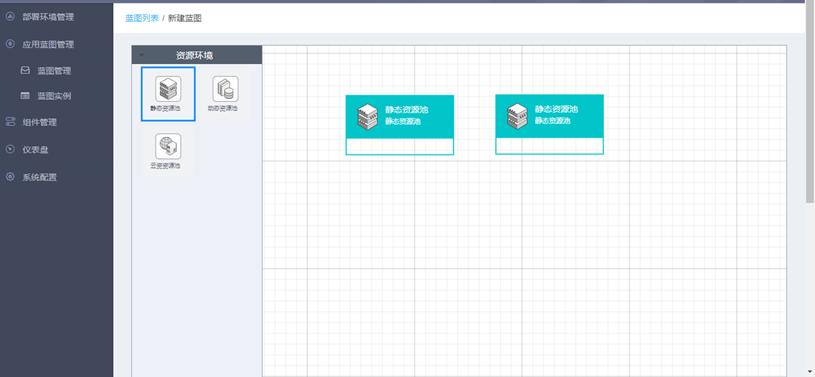 部署环境管理
应用蓝图管理
蓝图管理
蓝图实例
组件管理
仪表盘
系统配置
蓝图列表 / 新建蓝图
资源环境
静态资源池
动态资源池
云资资源池
静态资源池
静态资源池
静态资源池
静态资源池